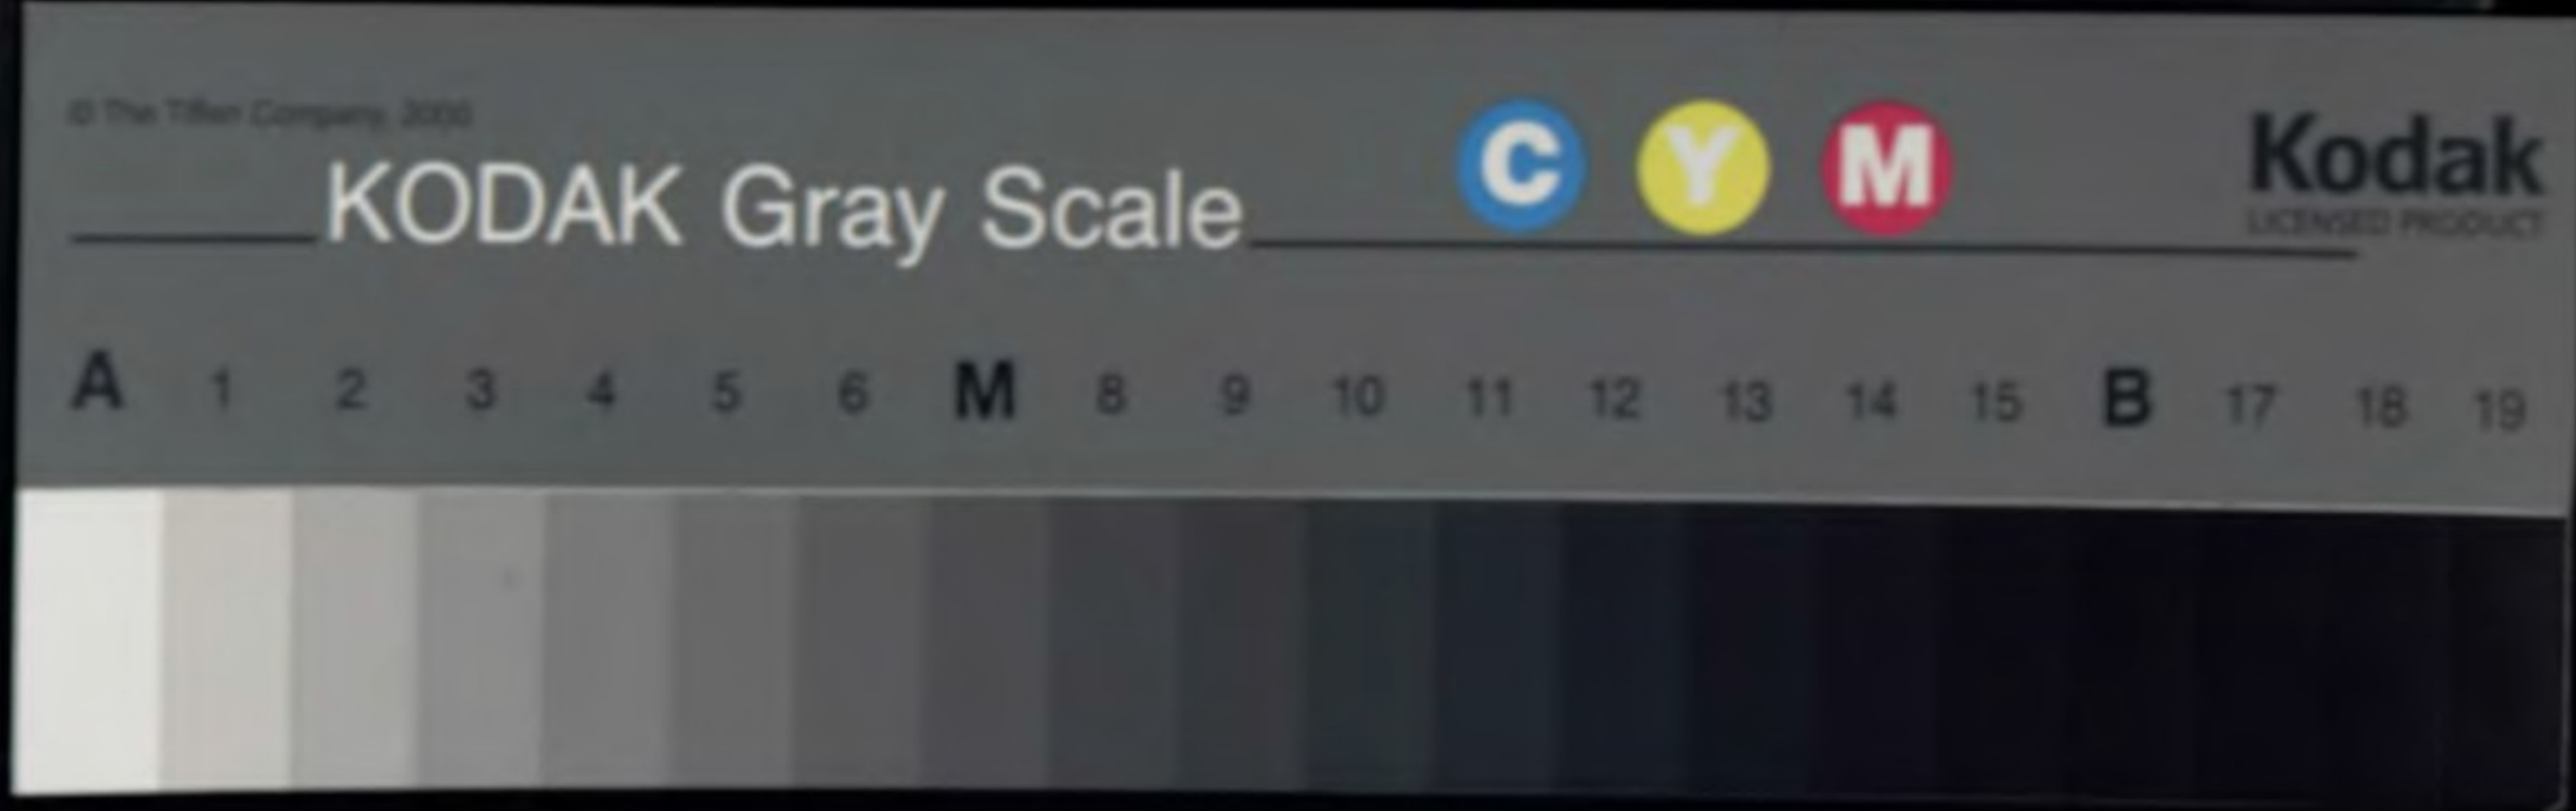 © The Tiffen Company, 2000
KODAK Gray Scale
C Y M
Kodak
LICENSED PRODUCT
A 1 2 3 4 5 6 M 8 9 10 11 12 13 14 15 B 17 18 19